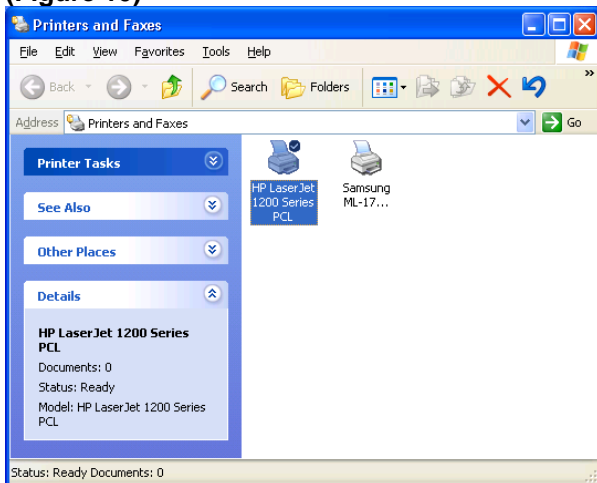 (Figure
Printers and Faxes
File Edit View Favorites Tools Help
Back Search Folders »
Address Printers and Faxes Go
Printer Tasks
See Also
Other Places
Details
HP LaserJet 1200 Series
PCL
Documents: 0
Status: Ready
Model: HP LaserJet 1200 Series
PCL
HP LaserJet
1200 Series
PCL
Samsung
ML-17...
Status: Ready Documents: 0